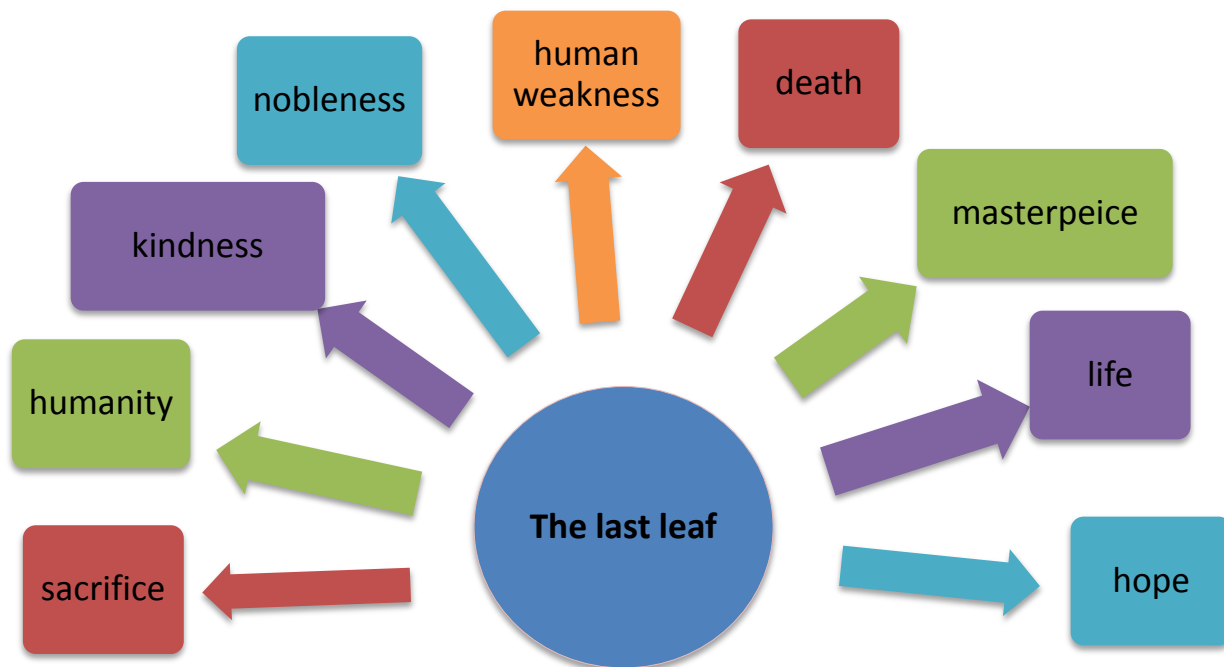 human
weakness
death
nobleness
masterpeice
kindness
life
humanity
The last leaf
sacrifice
hope